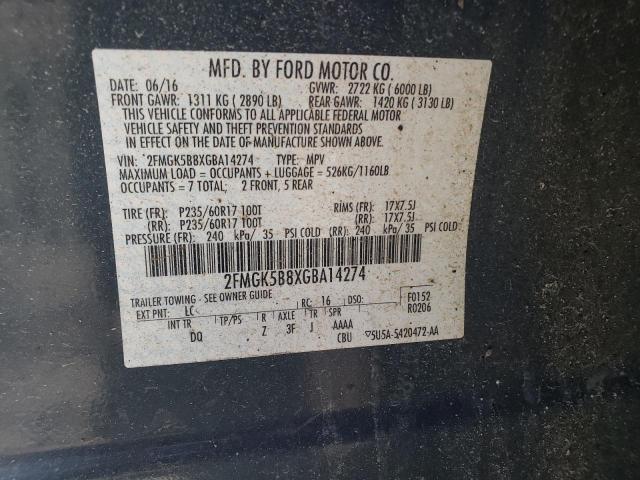 MFD. BY FORD MOTOR CO.
DATE: 06/16 GVWR: 2722 KG ( 6000 LB)
FRONT GAWR: 1311 KG ( 2890 LB) REAR GAWR: 1420 KG ( 3130 LB)
THIS VEHICLE CONFORMS TO ALL APPLICABLE FEDERAL MOTOR
VEHICLE SAFETY AND THEFT PREVENTION STANDARDS
IN EFFECT ON THE DATE OF MANUFACTURE SHOWN ABOVE.
VIN: 2FMGK5B8XGBA14274 TYPE: MPV
MAXIMUM LOAD = OCCUPANTS + LUGGAGE = 526KG/1160LB
OCCUPANTS = 7 TOTAL; 2 FRONT, 5 REAR
TIRE (FR): P235/60R17 100T RIMS (FR): 17X7.5J
(RR): P235/60R17 100T (RR): 17X7.5J
PRESSURE (FR): 240 kPa/ 35 PSI COLD (RR): 240 kPa/ 35 PSI COLD
2FMGK5B8XGBA14274
TRAILER TOWING - SEE OWNER GUIDE
EXT PNT: LC RC: 16 DSO: F0152
INT TR TP/PS R AXLE TR SPR R0206
DQ Z 3F J AAAA
CBU 5U5A-5420472-AA